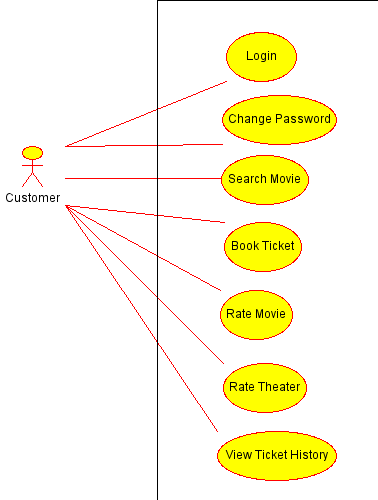 Login
Change Password
Search Movie
Customer
Book Ticket
Rate Movie
Rate Theater
View Ticket History